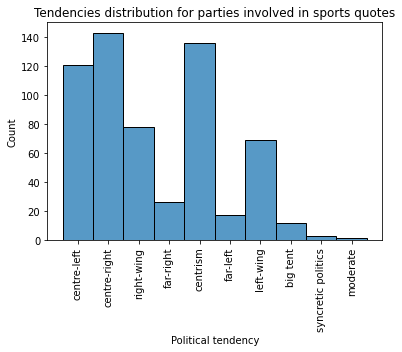 Tendencies distribution for parties involved in sports quotes
140
120
100
80
60
40
20
0
Count
centre-left
centre-right
right-wing
far-right
centrism
far-left
left-wing
big tent
syncretic politics
moderate
Political tendency